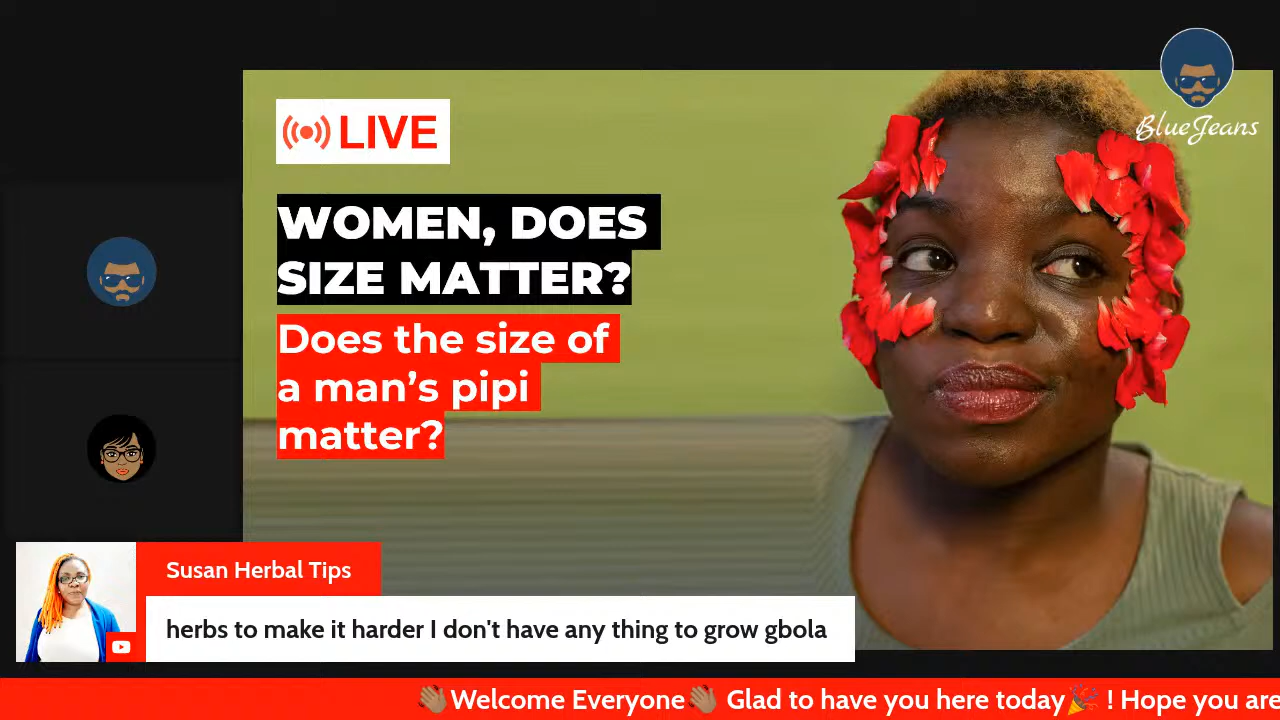 LIVE
BlueJeans
WOMEN, DOES
SIZE MATTER?
Does the size of
a man's pipi
matter?
Susan Herbal Tips
herbs to make it harder I don't have any thing to grow gbola
👋🏽Welcome Everyone👋🏽 Glad to have you here today🎉 ! Hope you are